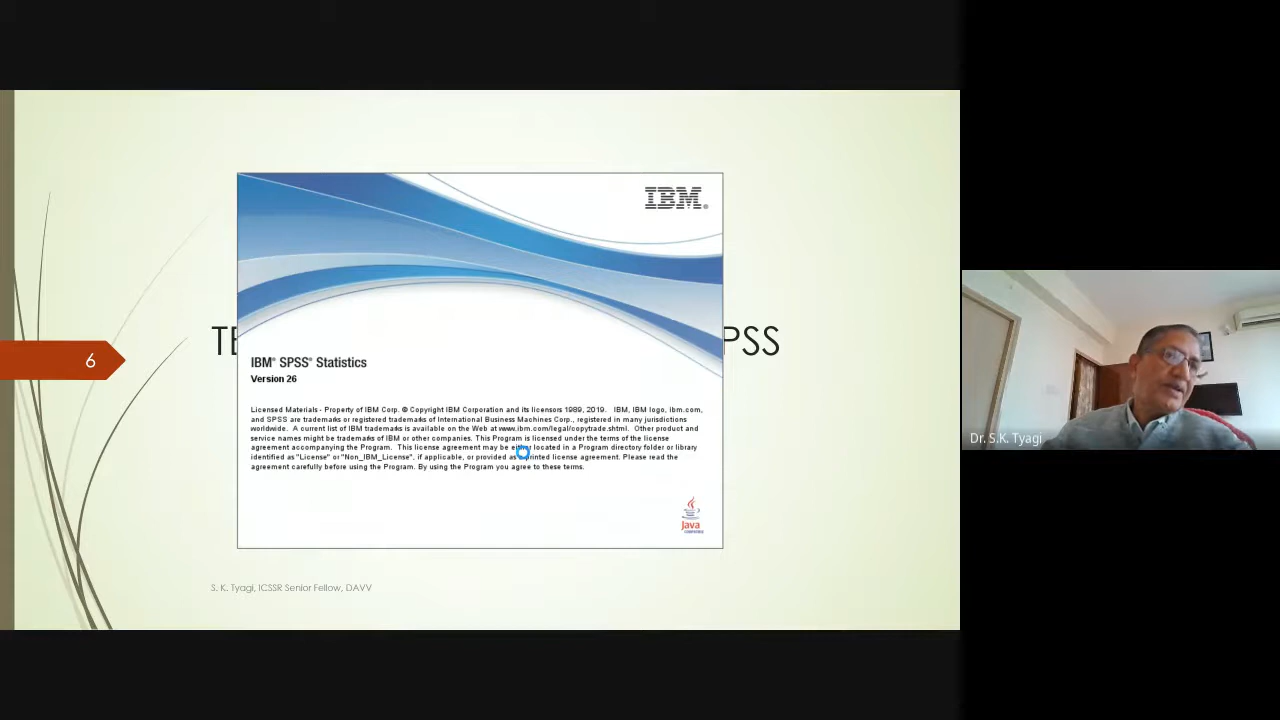 IBM®
TE
PSS
6
IBM® SPSS® Statistics
Version 26
Licensed Materials - Property of IBM Corp. © Copyright IBM Corporation and its licensors 1989, 2019. IBM, IBM logo, ibm.com,
and SPSS are trademarks or registered trademarks of International Business Machines Corp., registered in many jurisdictions
worldwide. A current list of IBM trademarks is available on the Web at www.ibm.com/legal/copytrade.shtml. Other product and
service names might be trademarks of IBM or other companies. This Program is licensed under the terms of the license
agreement accompanying the Program. This license agreement may be either located in a Program directory folder or library
identified as "License" or "Non_IBM_License", if applicable, or provided as printed license agreement. Please read the
agreement carefully before using the Program. By using the Program you agree to these terms.
Java
S. K. Tyagi, ICSSR Senior Fellow, DAVV
Dr. S.K. Tyagi